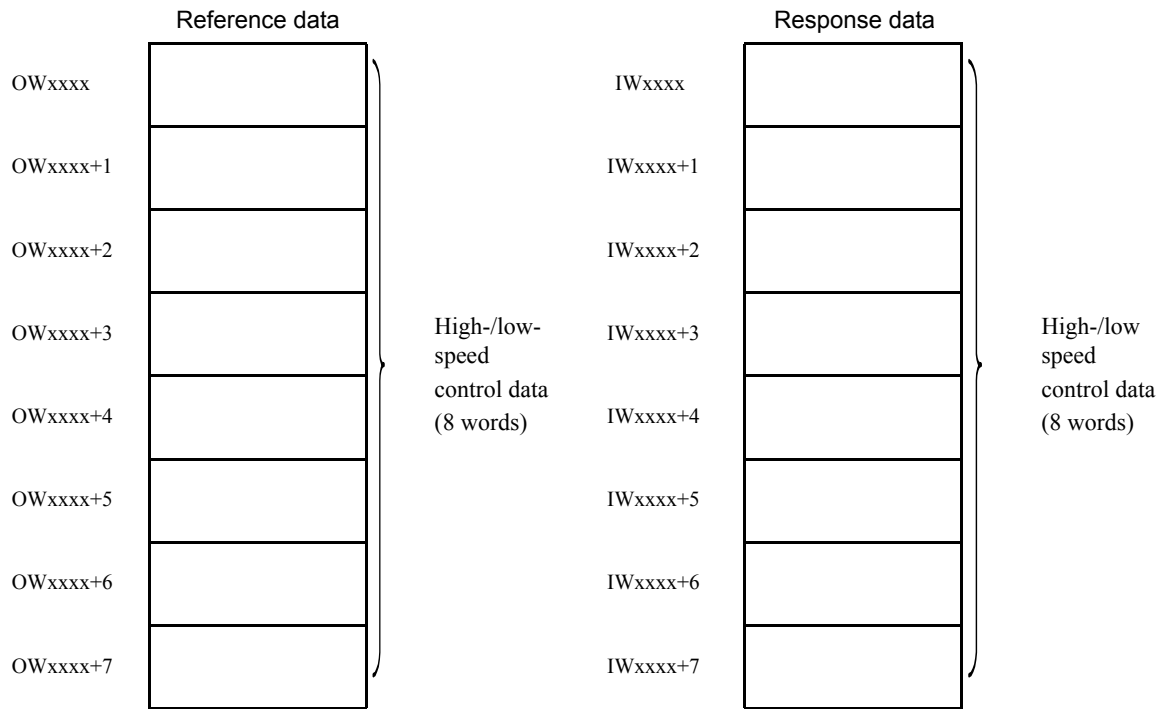 Reference data
OWxxxx
OWxxxx+1
OWxxxx+2
OWxxxx+3
OWxxxx+4
OWxxxx+5
OWxxxx+6
OWxxxx+7
High-/low-
speed
control data
(8 words)
Response data
IWxxxx
IWxxxx+1
IWxxxx+2
IWxxxx+3
IWxxxx+4
IWxxxx+5
IWxxxx+6
IWxxxx+7
High-/low
speed
control data
(8 words)